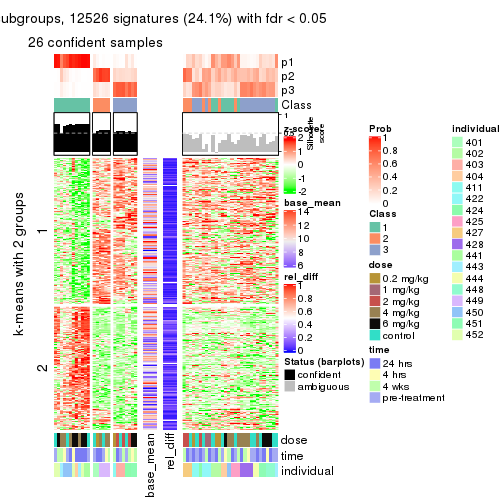 ubgroups, 12526 signatures (24.1%) with fdr < 0.05
26 confident samples
p1
p2
p3
Class
1
Silhouette
score
z-score
2
1
0
-1
-2
base_mean
14
12
10
8
6
rel_diff
1
0.8
0.6
0.4
0.2
0
Status (barplots)
confident
ambiguous
k-means with 2 groups
1
2
dose
time
individual
base_mean
rel_diff
Prob
1
0.8
0.6
0.4
0.2
0
Class
1
2
3
dose
0.2 mg/kg
1 mg/kg
2 mg/kg
4 mg/kg
6 mg/kg
control
time
24 hrs
4 hrs
4 wks
pre-treatment
individual
401
402
403
404
411
422
424
425
427
428
441
443
444
448
449
450
451
452